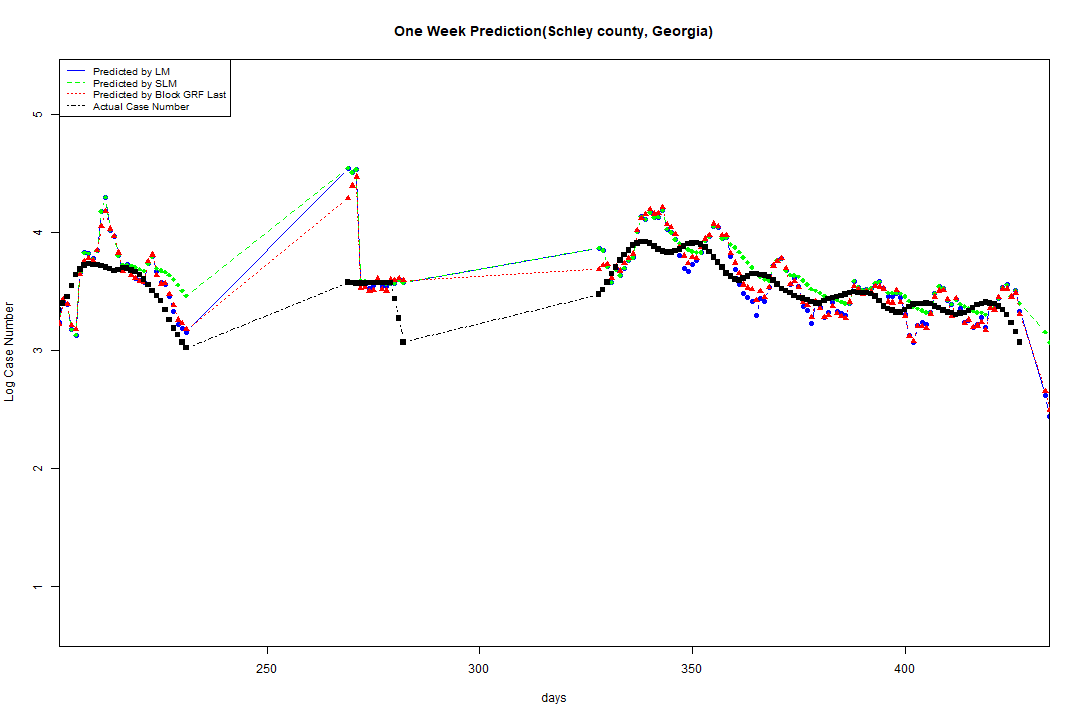 One Week Prediction(Schley county, Georgia)
Predicted by LM
Predicted by SLM
Predicted by Block GRF Last
Actual Case Number
5
4
3
2
1
Log Case Number
250
300
350
400
days